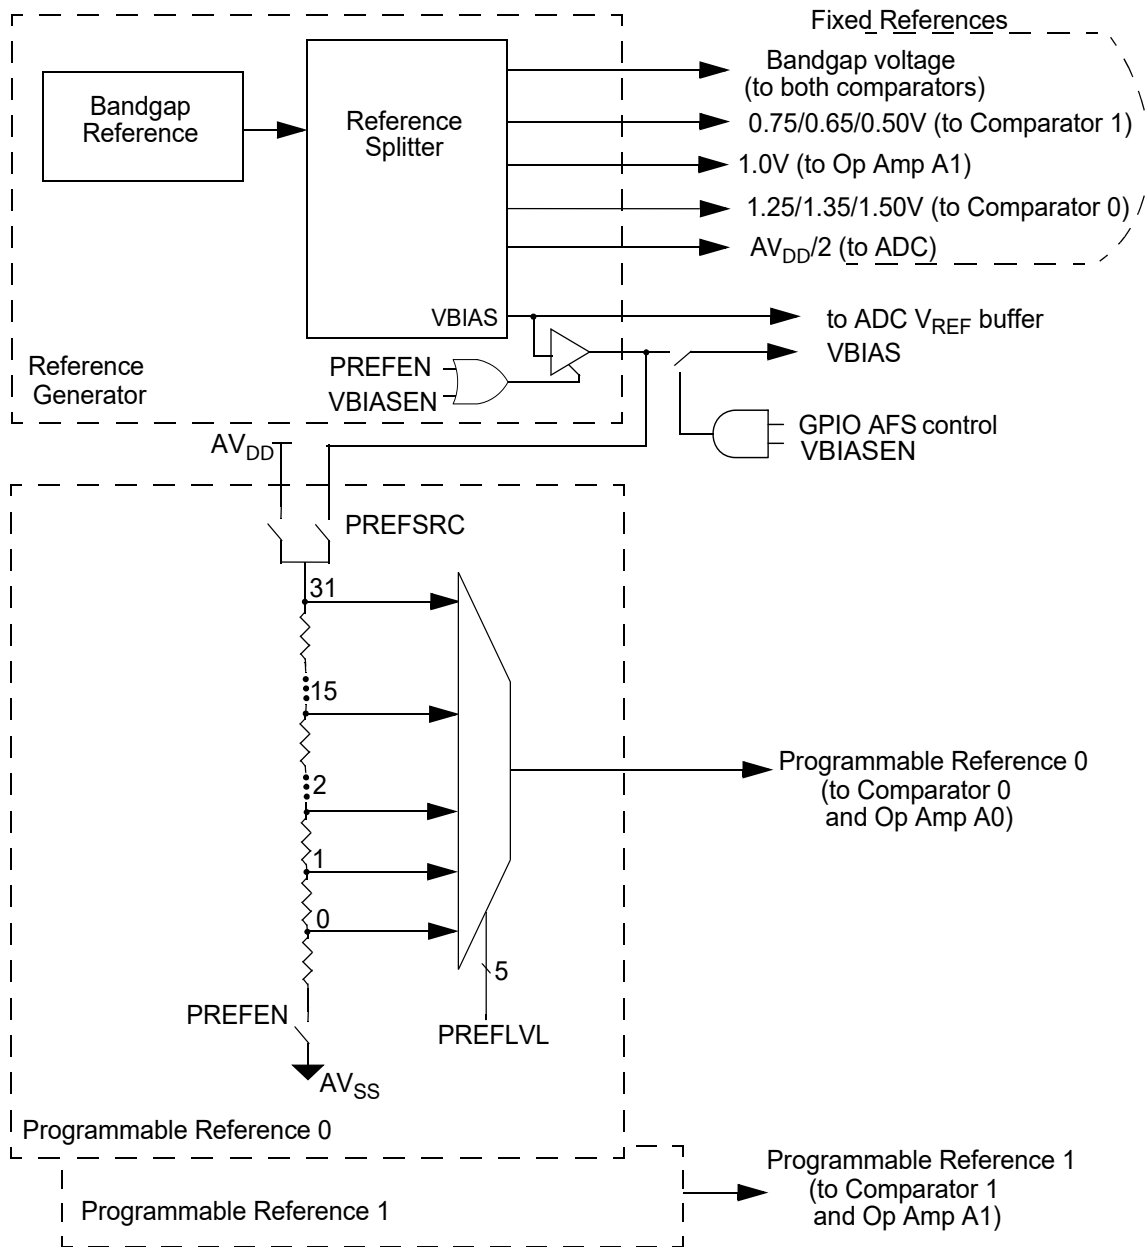 Fixed References
Bandgap
Reference
Reference
Splitter
Bandgap voltage
(to both comparators)
0.75/0.65/0.50V (to Comparator 1)
1.0V (to Op Amp A1)
1.25/1.35/1.50V (to Comparator 0)
AVDD/2 (to ADC)
VBIAS
to ADC VREF buffer
VBIAS
Reference
Generator
PREFEN
VBIASEN
GPIO AFS control
VBIASEN
AVDD
PREFSRC
31
15
2
1
0
5
PREFEN
PREFLVL
AVSS
Programmable Reference 0
(to Comparator 0
and Op Amp A0)
Programmable Reference 0
Programmable Reference 1
Programmable Reference 1
(to Comparator 1
and Op Amp A1)